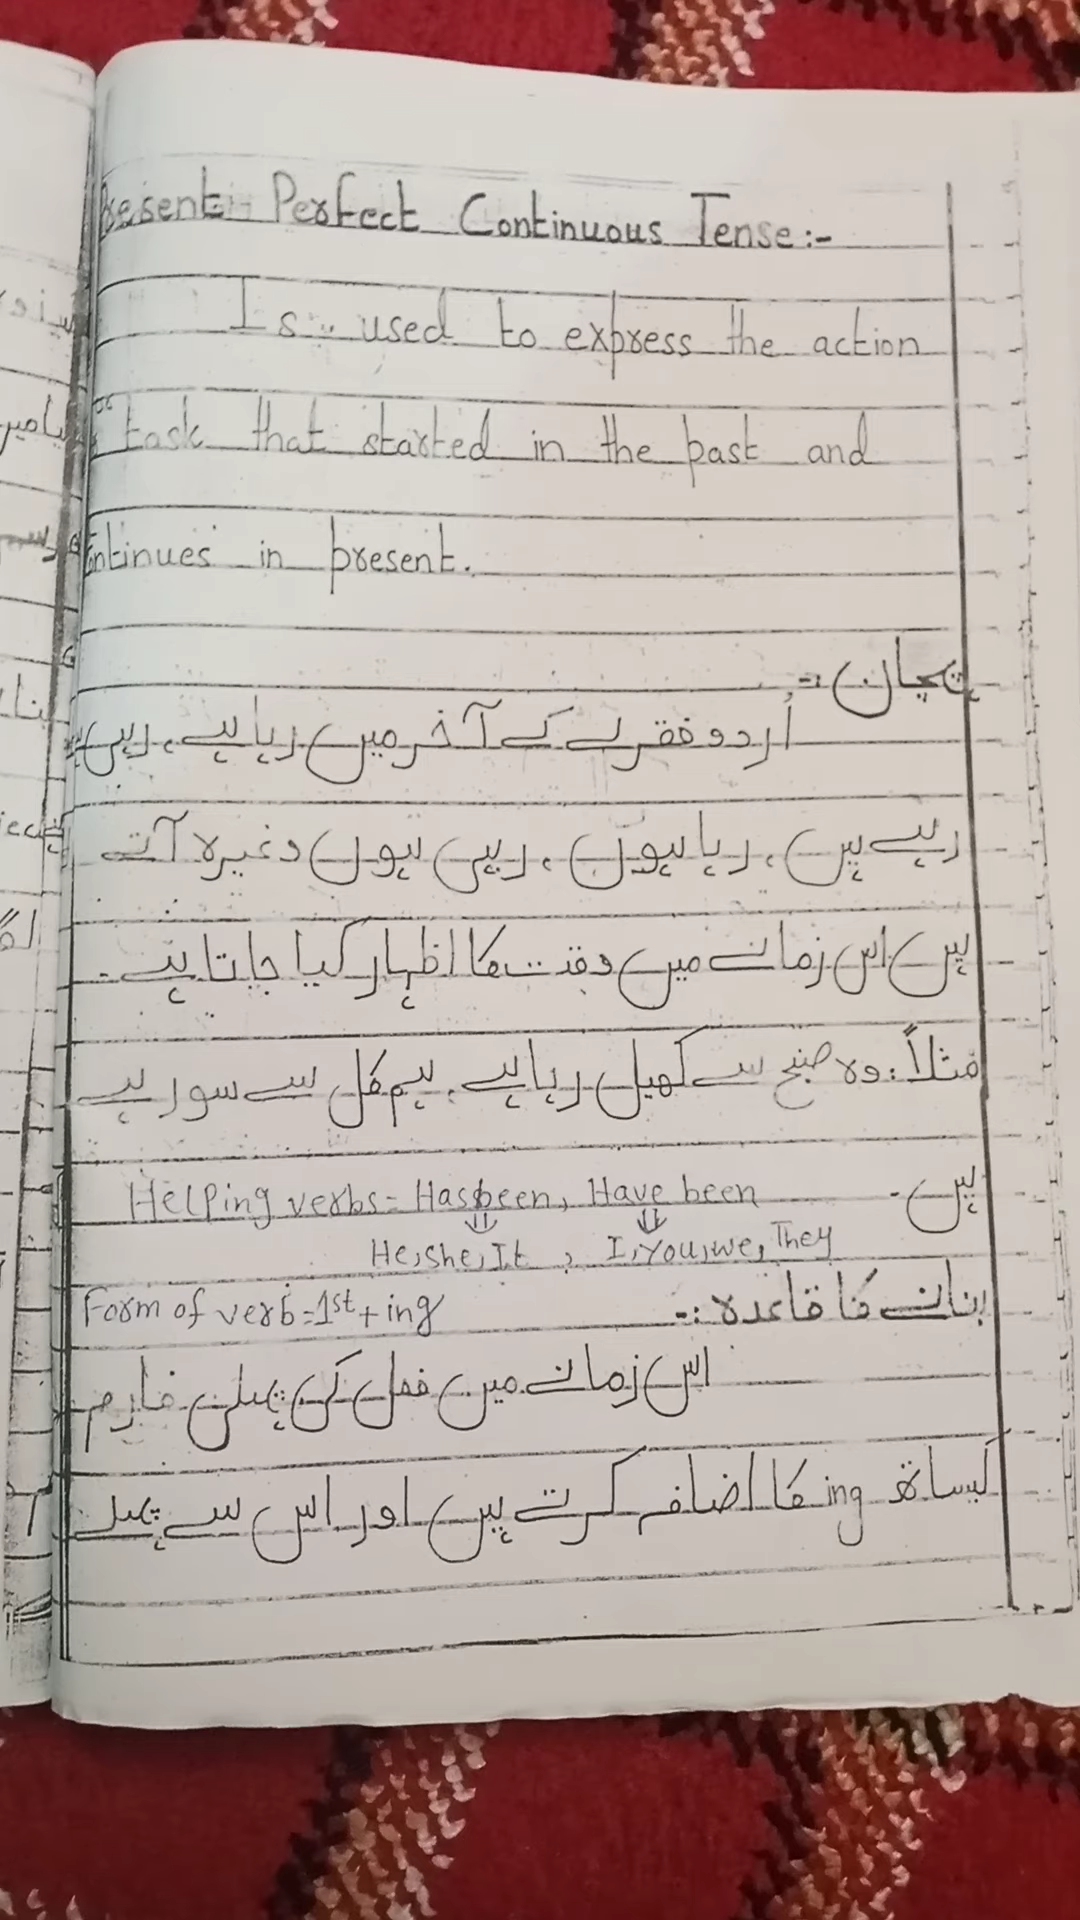 Present Perfect Continuous Tense:-
Is used to express the action
or task that started in the past and
continues in present.
پہچان :-
اُردو فقرے کے آخر میں رہا ہے، رہی ہے
رہے ہیں، رہا ہوں، رہی ہوں وغیرہ آتے
ہیں اس زمانے میں وقت کا اظہار کیا جاتا ہے۔
مثلاً: وہ صبح سے کھیل رہا ہے۔ ہم کل سے سو رہے
ہیں۔
Helping verbs = Has been, Have been
⇓ ⇓
He, she, It , I, You, we, They
بنانے کا قاعدہ :-
Form of verb = 1st + ing
اس زمانے میں فعل کی پہلی فارم
کیساتھ ing کا اضافہ کرتے ہیں اور اس سے پہلے